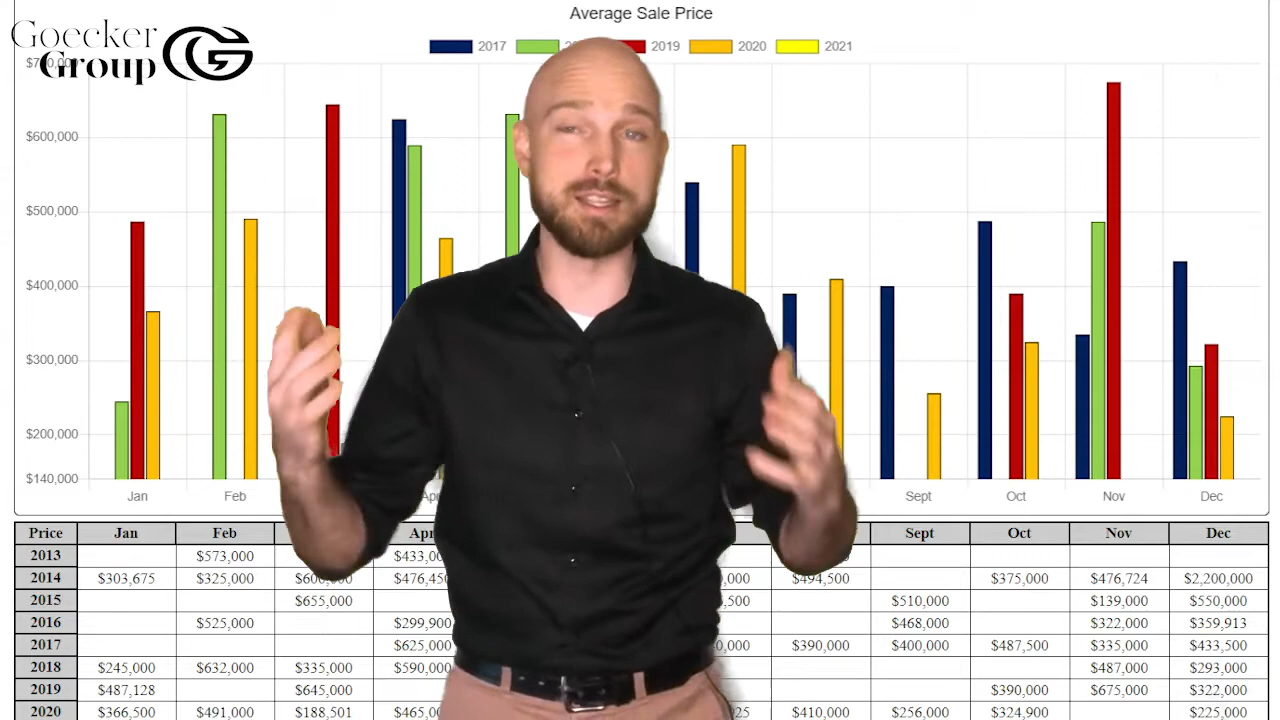 Average Sale Price
Goecker
Group
2017 2019 2020 2021
$600,000
$500,000
$400,000
$300,000
$200,000
$140,000
Jan Feb Sept Oct Nov Dec
Price Jan Feb Sept Oct Nov Dec
2013 $573,000
2014 $303,675 $325,000 $494,500 $375,000 $476,724 $2,200,000
2015 $655,000 $510,000 $139,000 $550,000
2016 $525,000 $299,900 $468,000 $322,000 $359,913
2017 $625,000 $390,000 $400,000 $487,500 $335,000 $433,500
2018 $245,000 $632,000 $335,000 $590,000 $487,000 $293,000
2019 $487,128 $645,000 $390,000 $675,000 $322,000
2020 $366,500 $491,000 $188,501 $410,000 $256,000 $324,900 $225,000